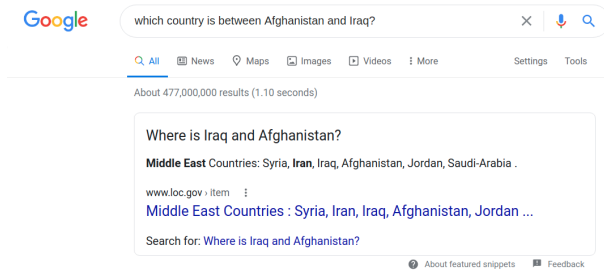 Google which country is between Afghanistan and Iraq?
All News Maps Images Videos More Settings Tools
About 477,000,000 results (1.10 seconds)
Where is Iraq and Afghanistan?
Middle East Countries: Syria, Iran, Iraq, Afghanistan, Jordan, Saudi-Arabia .
www.loc.gov › item
Middle East Countries : Syria, Iran, Iraq, Afghanistan, Jordan ...
Search for: Where is Iraq and Afghanistan?
About featured snippets Feedback